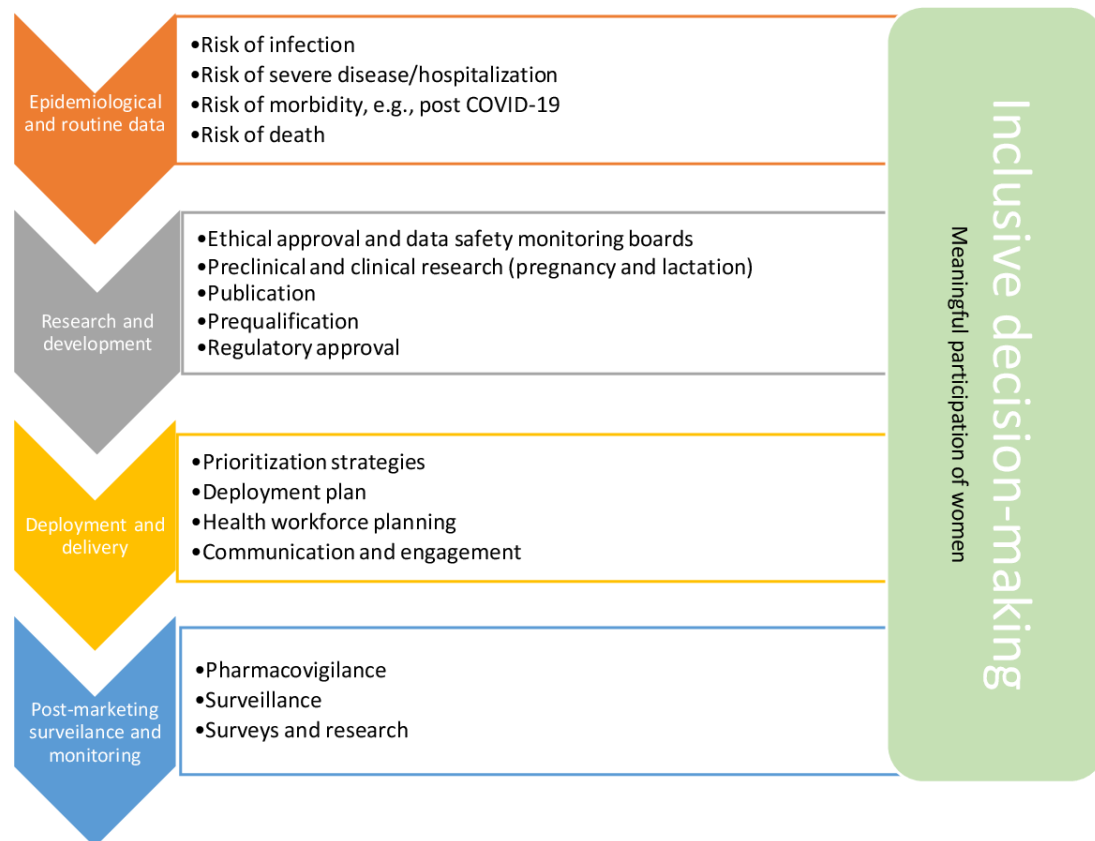 Epidemiological
and routine data
•Risk of infection
•Risk of severe disease/hospitalization
•Risk of morbidity, e.g., post COVID-19
•Risk of death
Research and
development
•Ethical approval and data safety monitoring boards
•Preclinical and clinical research (pregnancy and lactation)
•Publication
•Prequalification
•Regulatory approval
Deployment and
delivery
•Prioritization strategies
•Deployment plan
•Health workforce planning
•Communication and engagement
Post-marketing
surveilance and
monitoring
•Pharmacovigilance
•Surveillance
•Surveys and research
Inclusive decision-making
Meaningful participation of women